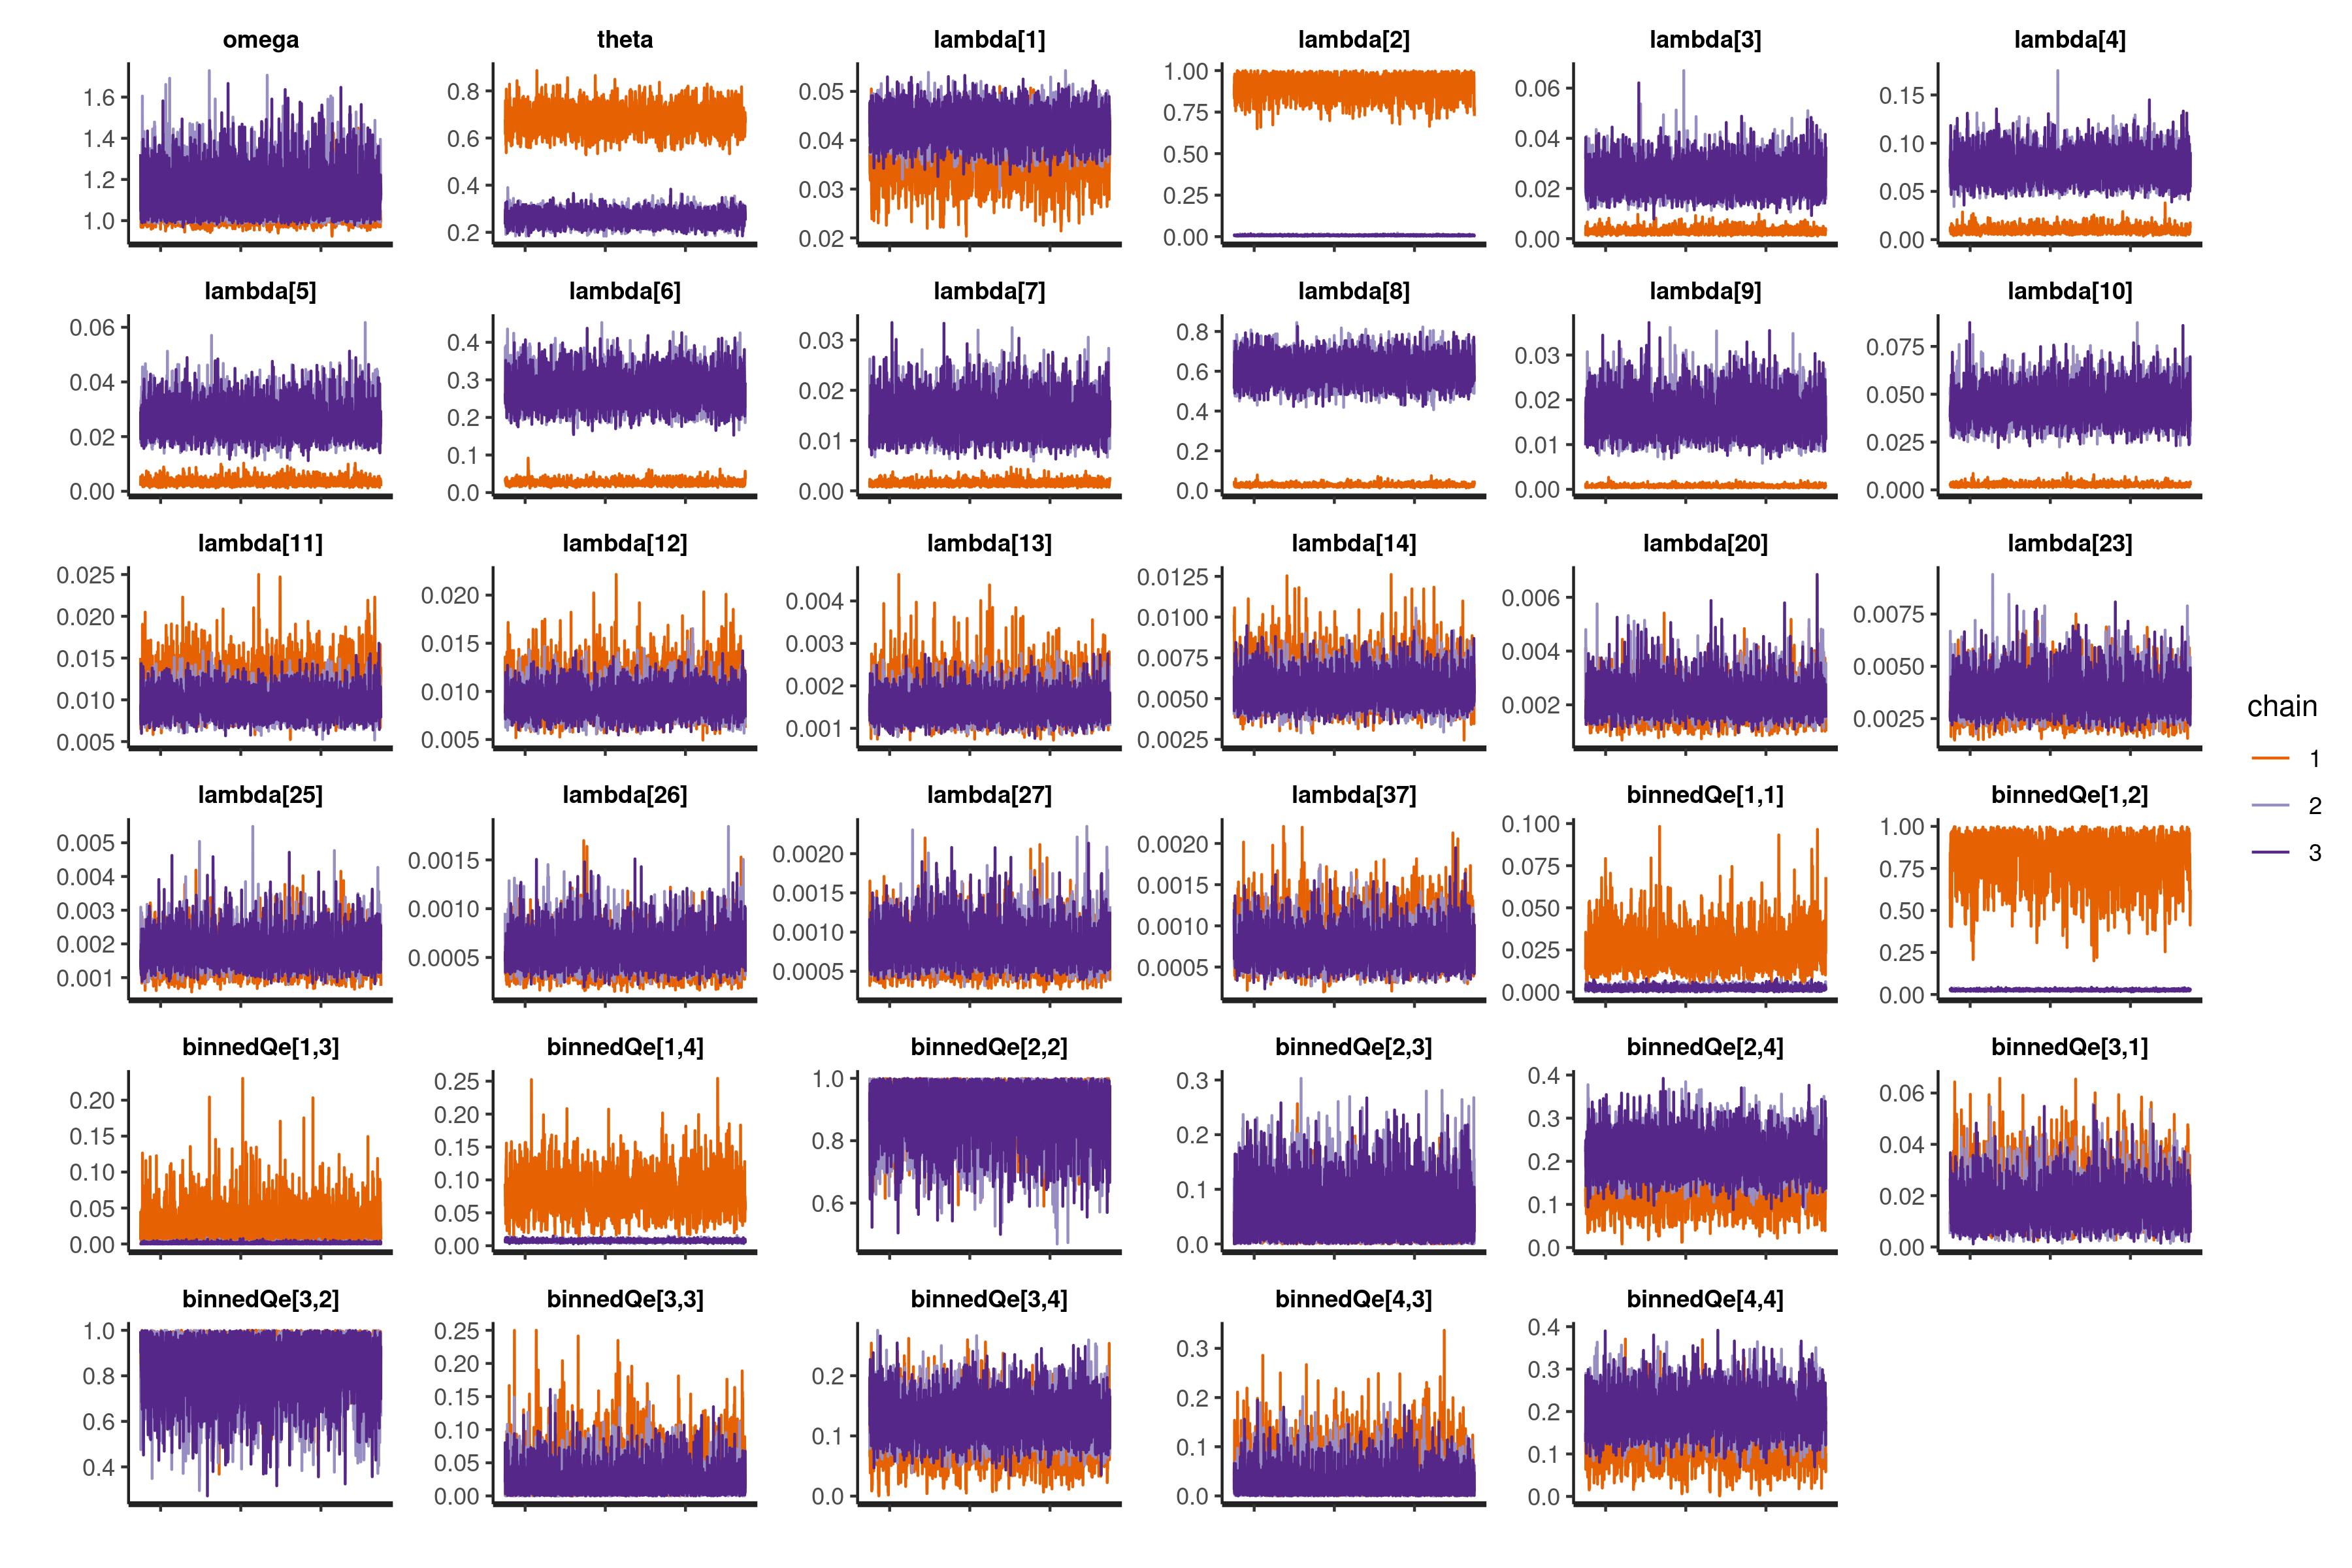 omega theta lambda[1] lambda[2] lambda[3] lambda[4]
1.6 1.4 1.2 1.0
0.8 0.6 0.4 0.2
0.05 0.04 0.03 0.02
1.00 0.75 0.50 0.25 0.00
0.06 0.04 0.02 0.00
0.15 0.10 0.05 0.00
lambda[5] lambda[6] lambda[7] lambda[8] lambda[9] lambda[10]
0.06 0.04 0.02 0.00
0.4 0.3 0.2 0.1 0.0
0.03 0.02 0.01 0.00
0.8 0.6 0.4 0.2 0.0
0.03 0.02 0.01 0.00
0.075 0.050 0.025 0.000
lambda[11] lambda[12] lambda[13] lambda[14] lambda[20] lambda[23]
0.025 0.020 0.015 0.010 0.005
0.020 0.015 0.010 0.005
0.004 0.003 0.002 0.001
0.0125 0.0100 0.0075 0.0050 0.0025
0.006 0.004 0.002
0.0075 0.0050 0.0025
chain
1
2
3
lambda[25] lambda[26] lambda[27] lambda[37] binnedQe[1,1] binnedQe[1,2]
0.005 0.004 0.003 0.002 0.001
0.0015 0.0010 0.0005
0.0020 0.0015 0.0010 0.0005
0.0020 0.0015 0.0010 0.0005
0.100 0.075 0.050 0.025 0.000
1.00 0.75 0.50 0.25 0.00
binnedQe[1,3] binnedQe[1,4] binnedQe[2,2] binnedQe[2,3] binnedQe[2,4] binnedQe[3,1]
0.20 0.15 0.10 0.05 0.00
0.25 0.20 0.15 0.10 0.05 0.00
1.0 0.8 0.6
0.3 0.2 0.1 0.0
0.4 0.3 0.2 0.1 0.0
0.06 0.04 0.02 0.00
binnedQe[3,2] binnedQe[3,3] binnedQe[3,4] binnedQe[4,3] binnedQe[4,4]
1.0 0.8 0.6 0.4
0.25 0.20 0.15 0.10 0.05 0.00
0.2 0.1 0.0
0.3 0.2 0.1 0.0
0.4 0.3 0.2 0.1 0.0